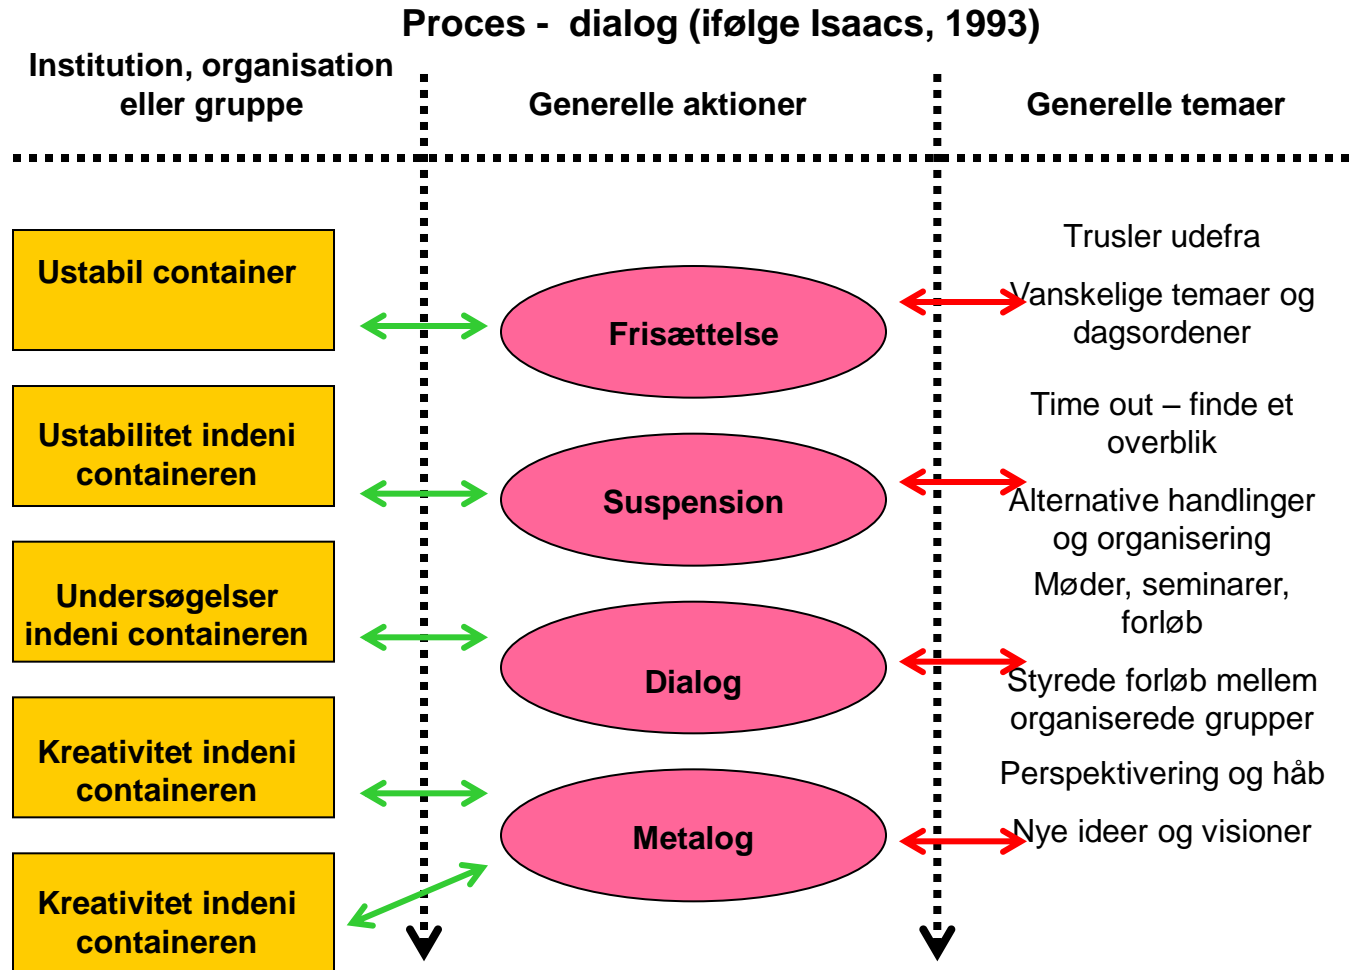 Proces -  dialog (ifølge Isaacs, 1993)
Institution, organisation
eller gruppe
Generelle aktioner
Generelle temaer
Ustabil container
Ustabilitet indeni
containeren
Undersøgelser
indeni containeren
Kreativitet indeni
containeren
Kreativitet indeni
containeren
Frisættelse
Suspension
Dialog
Metalog
Trusler udefra
Vanskelige temaer og
dagsordener
Time out – finde et
overblik
Alternative handlinger
og organisering
Møder, seminarer,
forløb
Styrede forløb mellem
organiserede grupper
Perspektivering og håb
Nye ideer og visioner